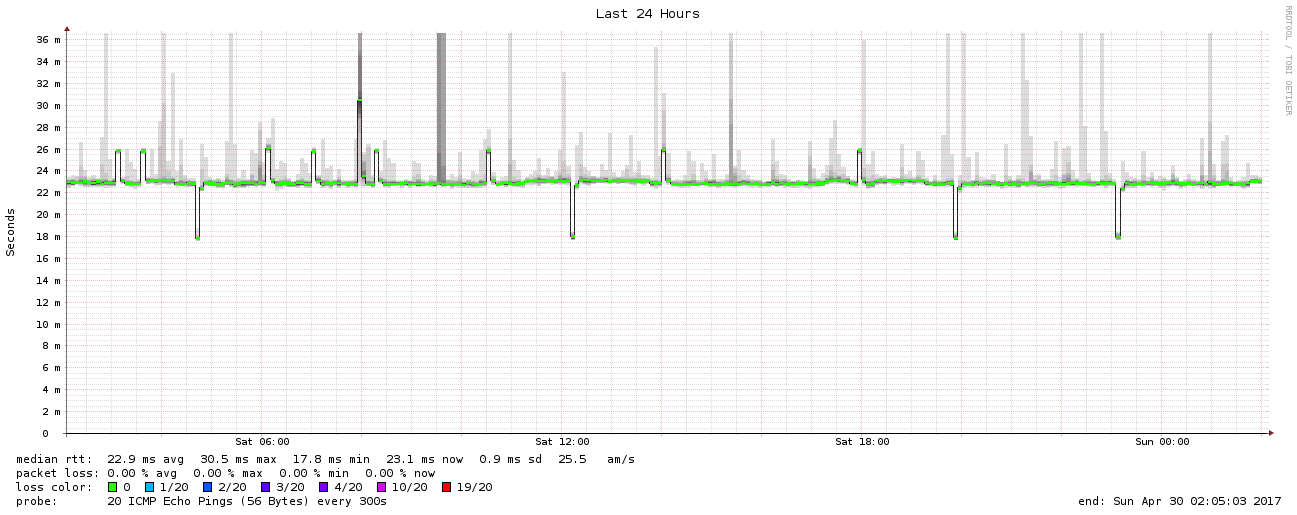 Last 24 Hours
RRDTOOL / TOBI OETIKER
Seconds
36 m
34 m
32 m
30 m
28 m
26 m
24 m
22 m
20 m
18 m
16 m
14 m
12 m
10 m
8 m
6 m
4 m
2 m
0
Sat 06:00 Sat 12:00 Sat 18:00 Sun 00:00
median rtt: 22.9 ms avg 30.5 ms max 17.8 ms min 23.1 ms now 0.9 ms sd 25.5 am/s
packet loss: 0.00 % avg 0.00 % max 0.00 % min 0.00 % now
loss color: 0 1/20 2/20 3/20 4/20 10/20 19/20
probe: 20 ICMP Echo Pings (56 Bytes) every 300s end: Sun Apr 30 02:05:03 2017